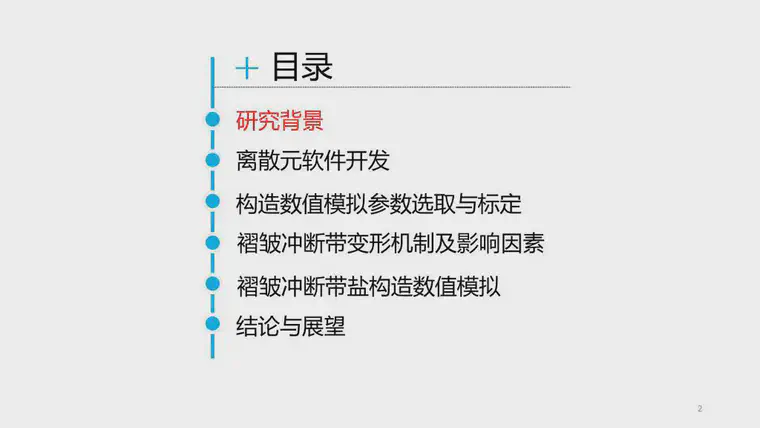 目录
研究背景
离散元软件开发
构造数值模拟参数选取与标定
褶皱冲断带变形机制及影响因素
褶皱冲断带盐构造数值模拟
结论与展望
2